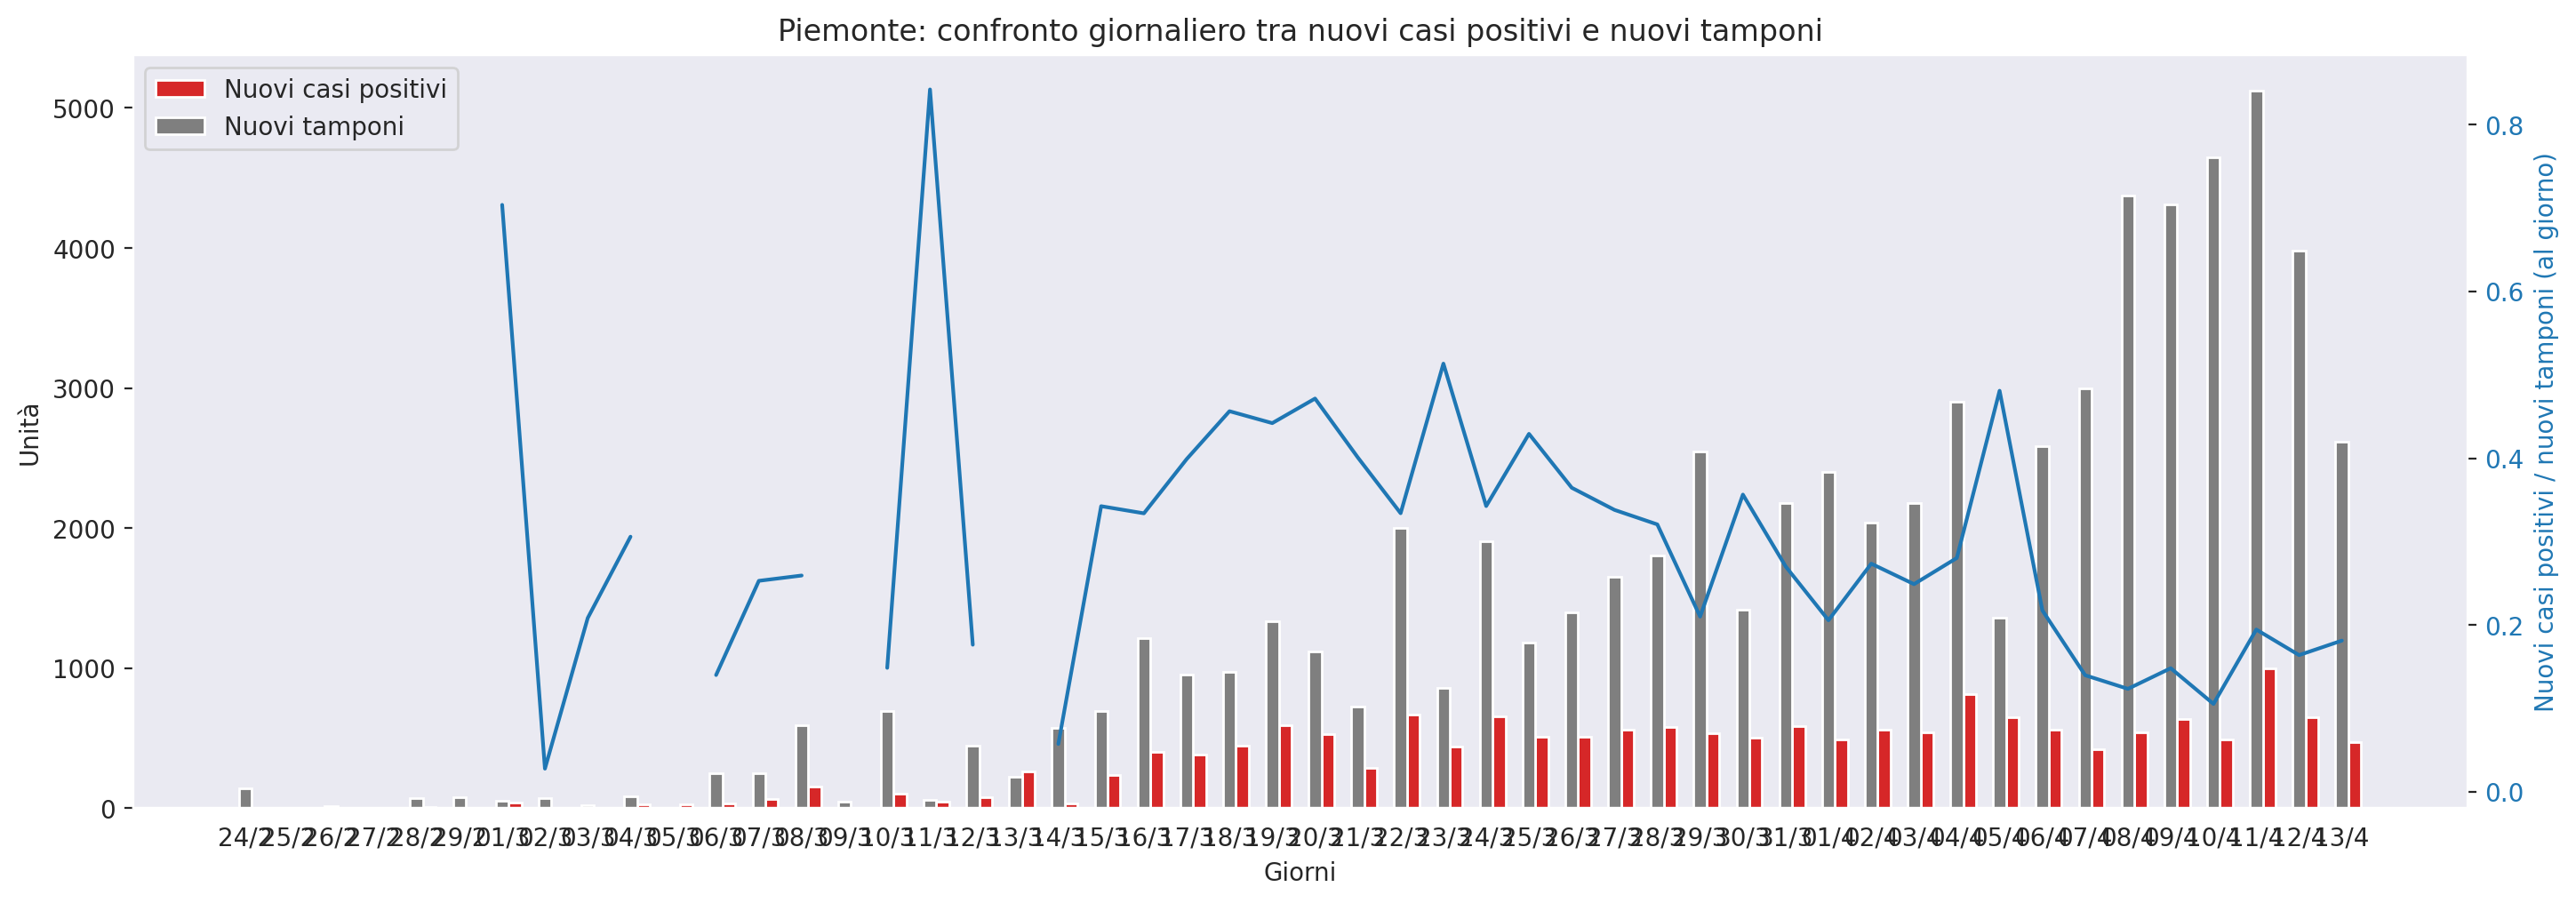 Piemonte: confronto giornaliero tra nuovi casi positivi e nuovi tamponi
Nuovi casi positivi
Nuovi tamponi
5000
4000
3000
2000
1000
0
Unità
0.8
0.6
0.4
0.2
0.0
Nuovi casi positivi / nuovi tamponi (al giorno)
24/2 25/2 26/2 27/2 28/2 29/2 01/3 02/3 03/3 04/3 05/3 06/3 07/3 08/3 09/3 10/3 11/3 12/3 13/3 14/3 15/3 16/3 17/3 18/3 19/3 20/3 21/3 22/3 23/3 24/3 25/3 26/3 27/3 28/3 29/3 30/3 31/3 01/4 02/4 03/4 04/4 05/4 06/4 07/4 08/4 09/4 10/4 11/4 12/4 13/4
Giorni